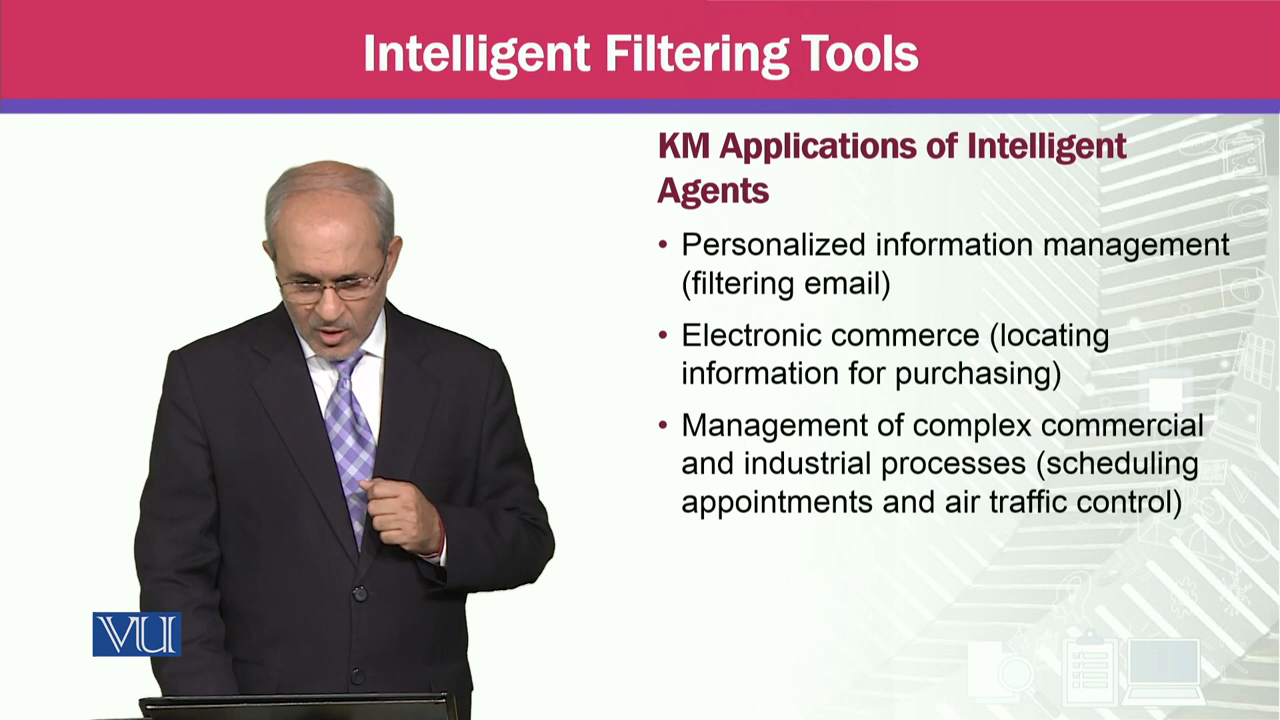 Intelligent Filtering Tools
KM Applications of Intelligent
Agents
• Personalized information management
(filtering email)
• Electronic commerce (locating
information for purchasing)
• Management of complex commercial
and industrial processes (scheduling
appointments and air traffic control)
VU